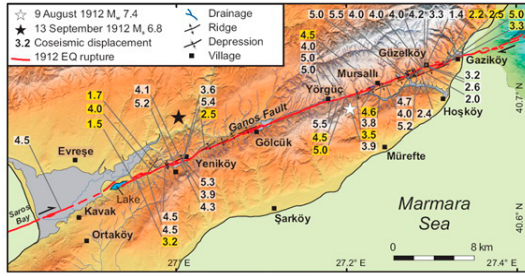 9 August 1912 Mw 7.4
13 September 1912 Ms 6.8
3.2 Coseismic displacement
1912 EQ rupture
Drainage
Ridge
Depression
Village
5.0 5.5 4.0 4.0 4.0 4.2 3.3 1.4 2.2 2.5 5.0
3.3
4.5
4.0
5.0
5.0
Güzelköy
Gaziköy
Mursallı
Yörgüç
3.2
2.6
2.0
Hoşköy
40.7°N
1.7
4.0
1.5
4.1
5.2
3.6
5.4
2.5
Ganos Fault
5.5
4.5
5.0
4.6
3.8
3.5
3.9
4.7
4.0
5.2
2.4
Gölcük
Mürefte
4.5
Evreşe
Yeniköy
Lake
5.3
3.9
4.3
Saros
Bay
Kavak
Ortaköy
4.5
4.5
3.2
Şarköy
Marmara
Sea
40.6°N
0 8 km
27°E
27.2°E
27.4°E